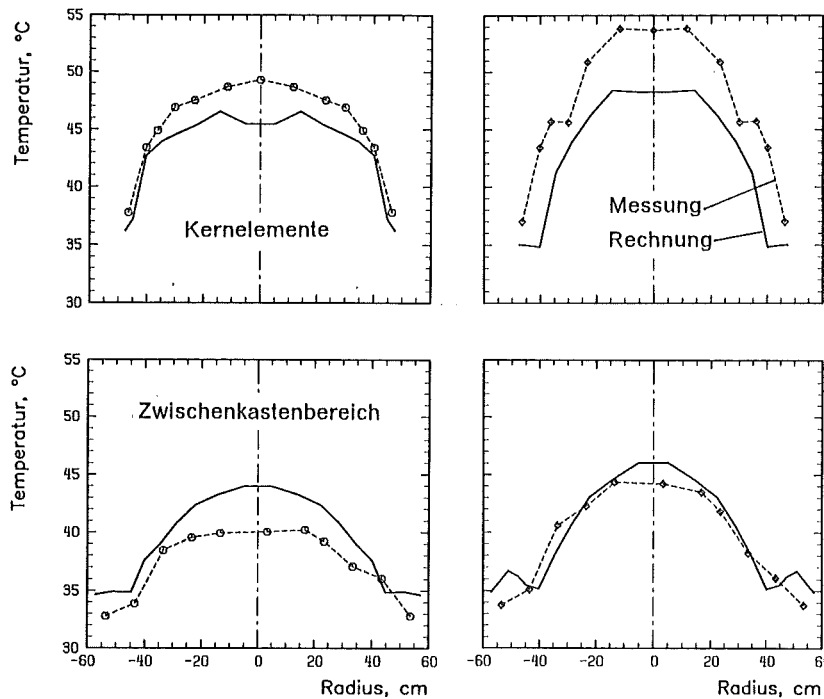 Temperatur, °C
55
50
45
40
35
30
Kernelemente
Messung
Rechnung
Temperatur, °C
55
50
45
40
35
30
Zwischenkastenbereich
-60 -40 -20 0 20 40 60
Radius, cm
-60 -40 -20 0 20 40 60
Radius, cm